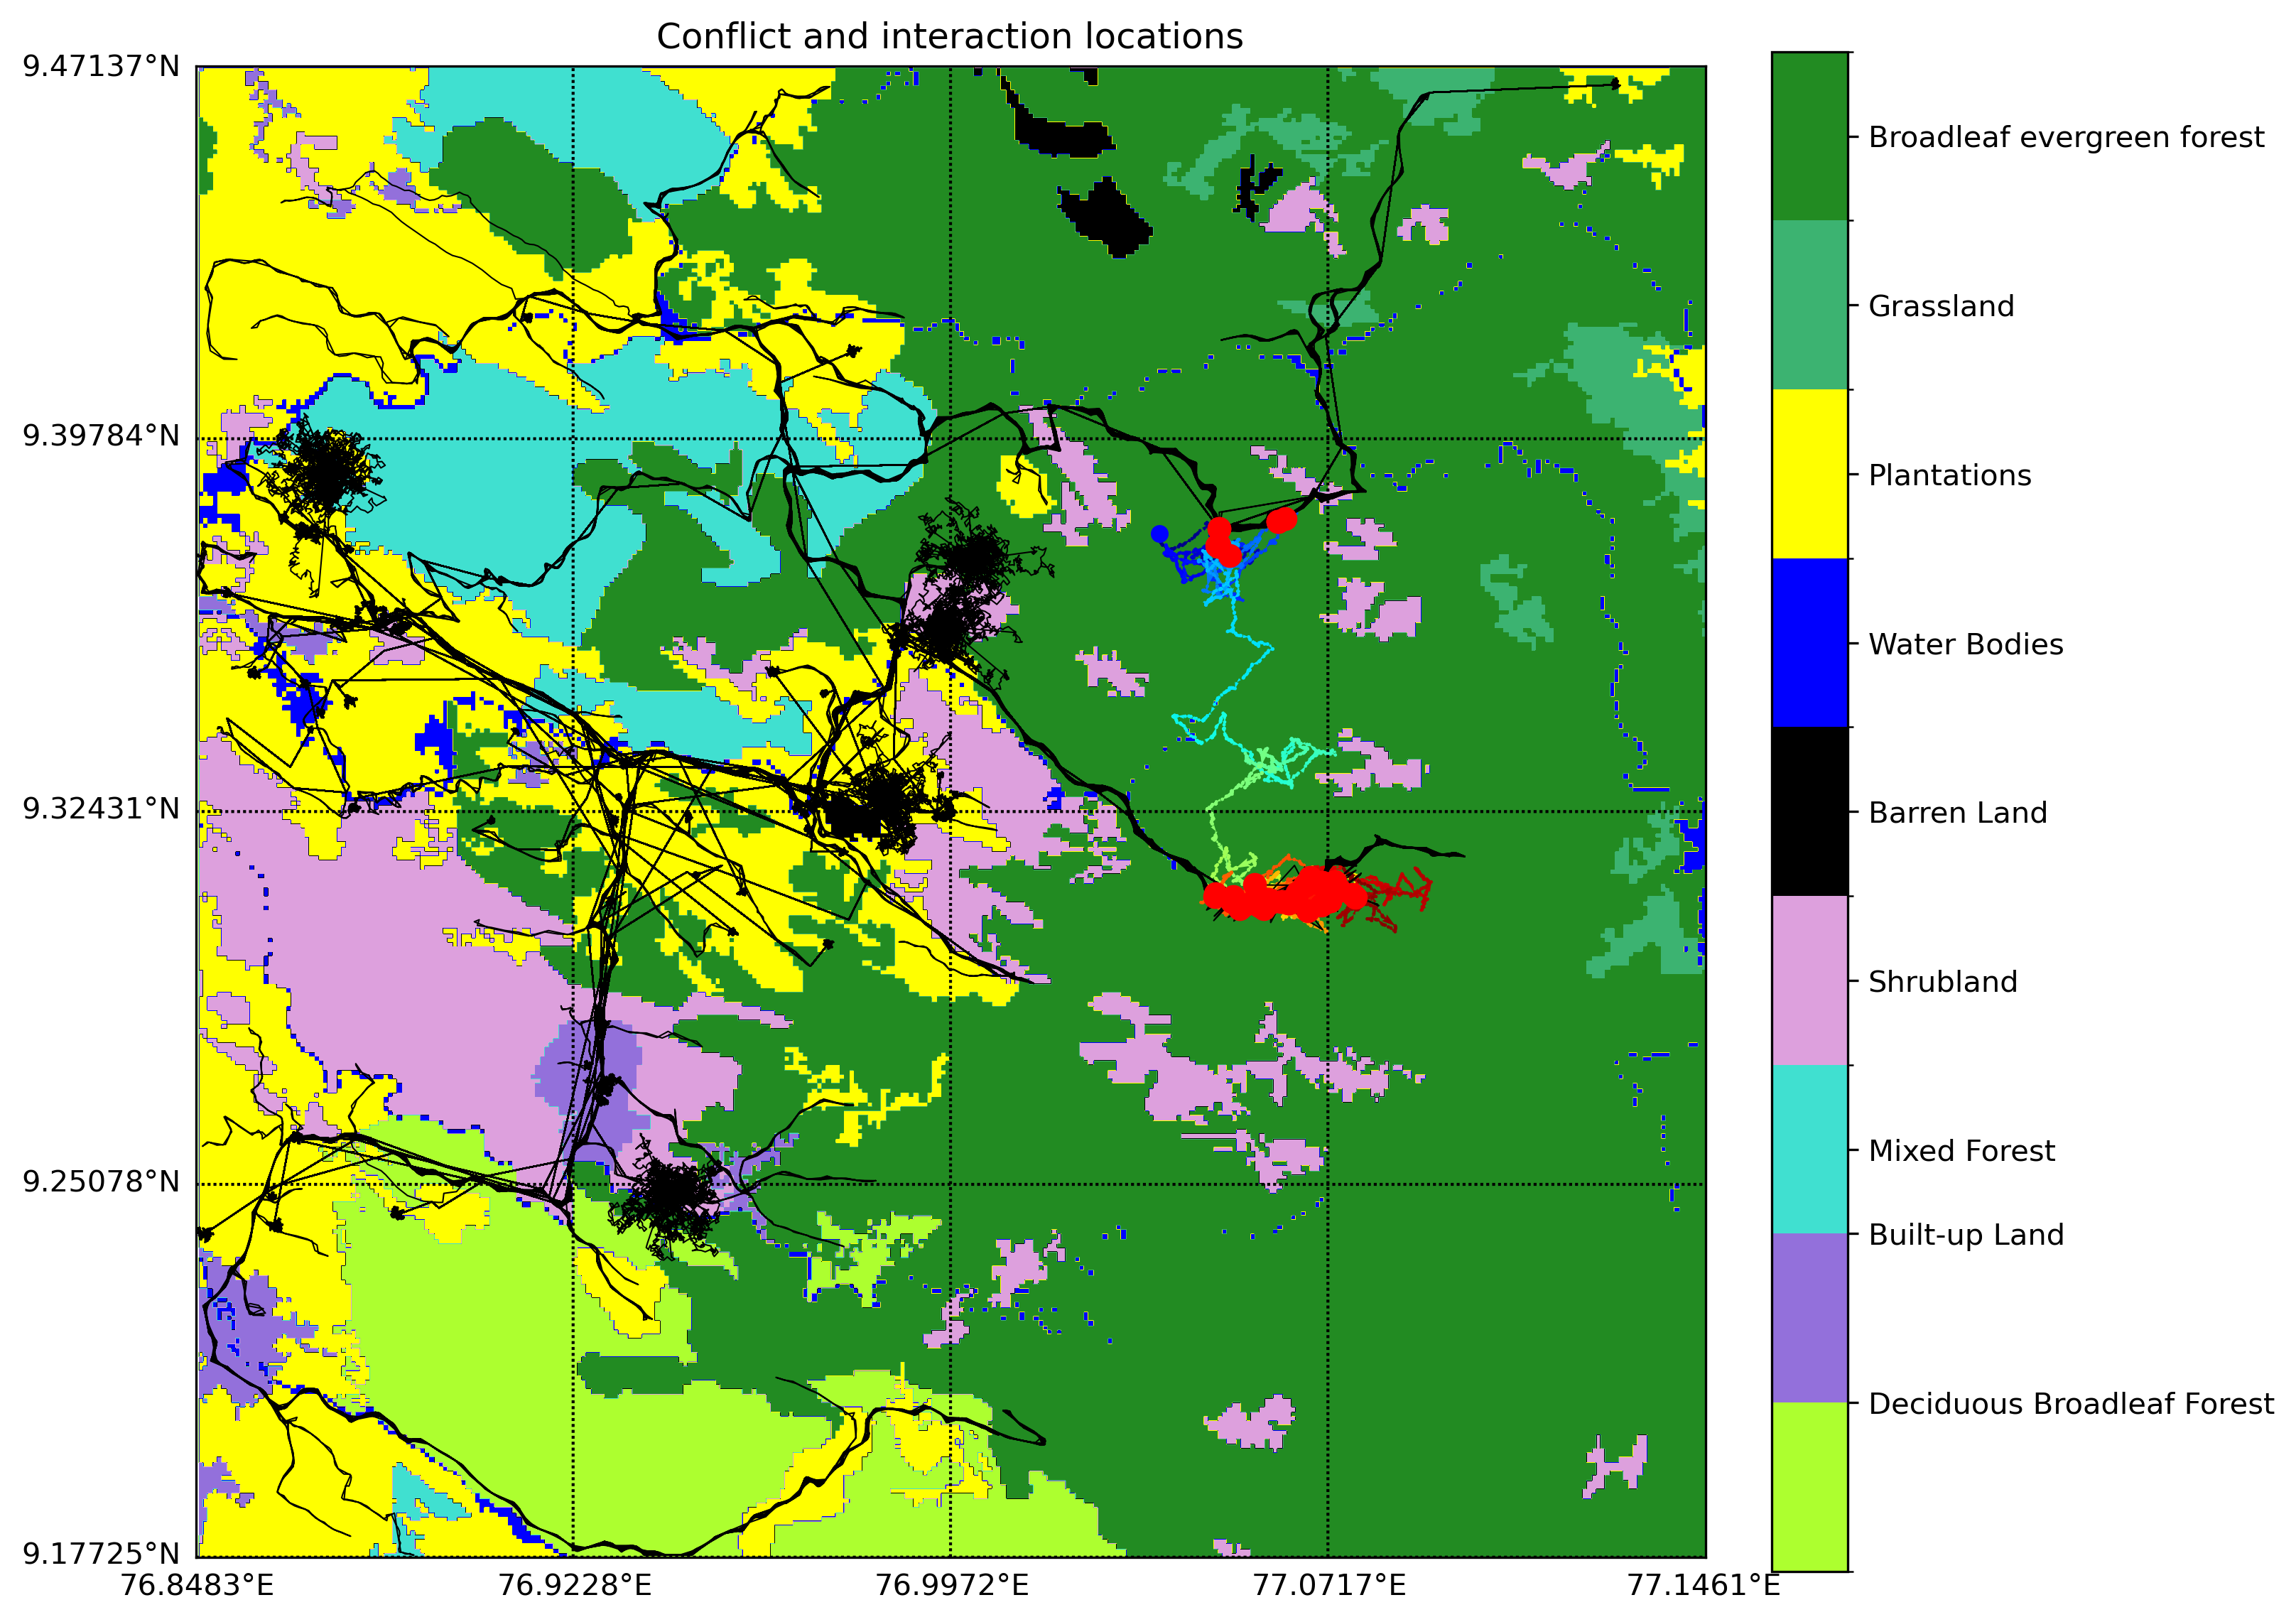 Conflict and interaction locations
9.47137°N
9.39784°N
9.32431°N
9.25078°N
9.17725°N
76.8483°E
76.9228°E
76.9972°E
77.0717°E
77.1461°E
Broadleaf evergreen forest
Grassland
Plantations
Water Bodies
Barren Land
Shrubland
Mixed Forest
Built-up Land
Deciduous Broadleaf Forest